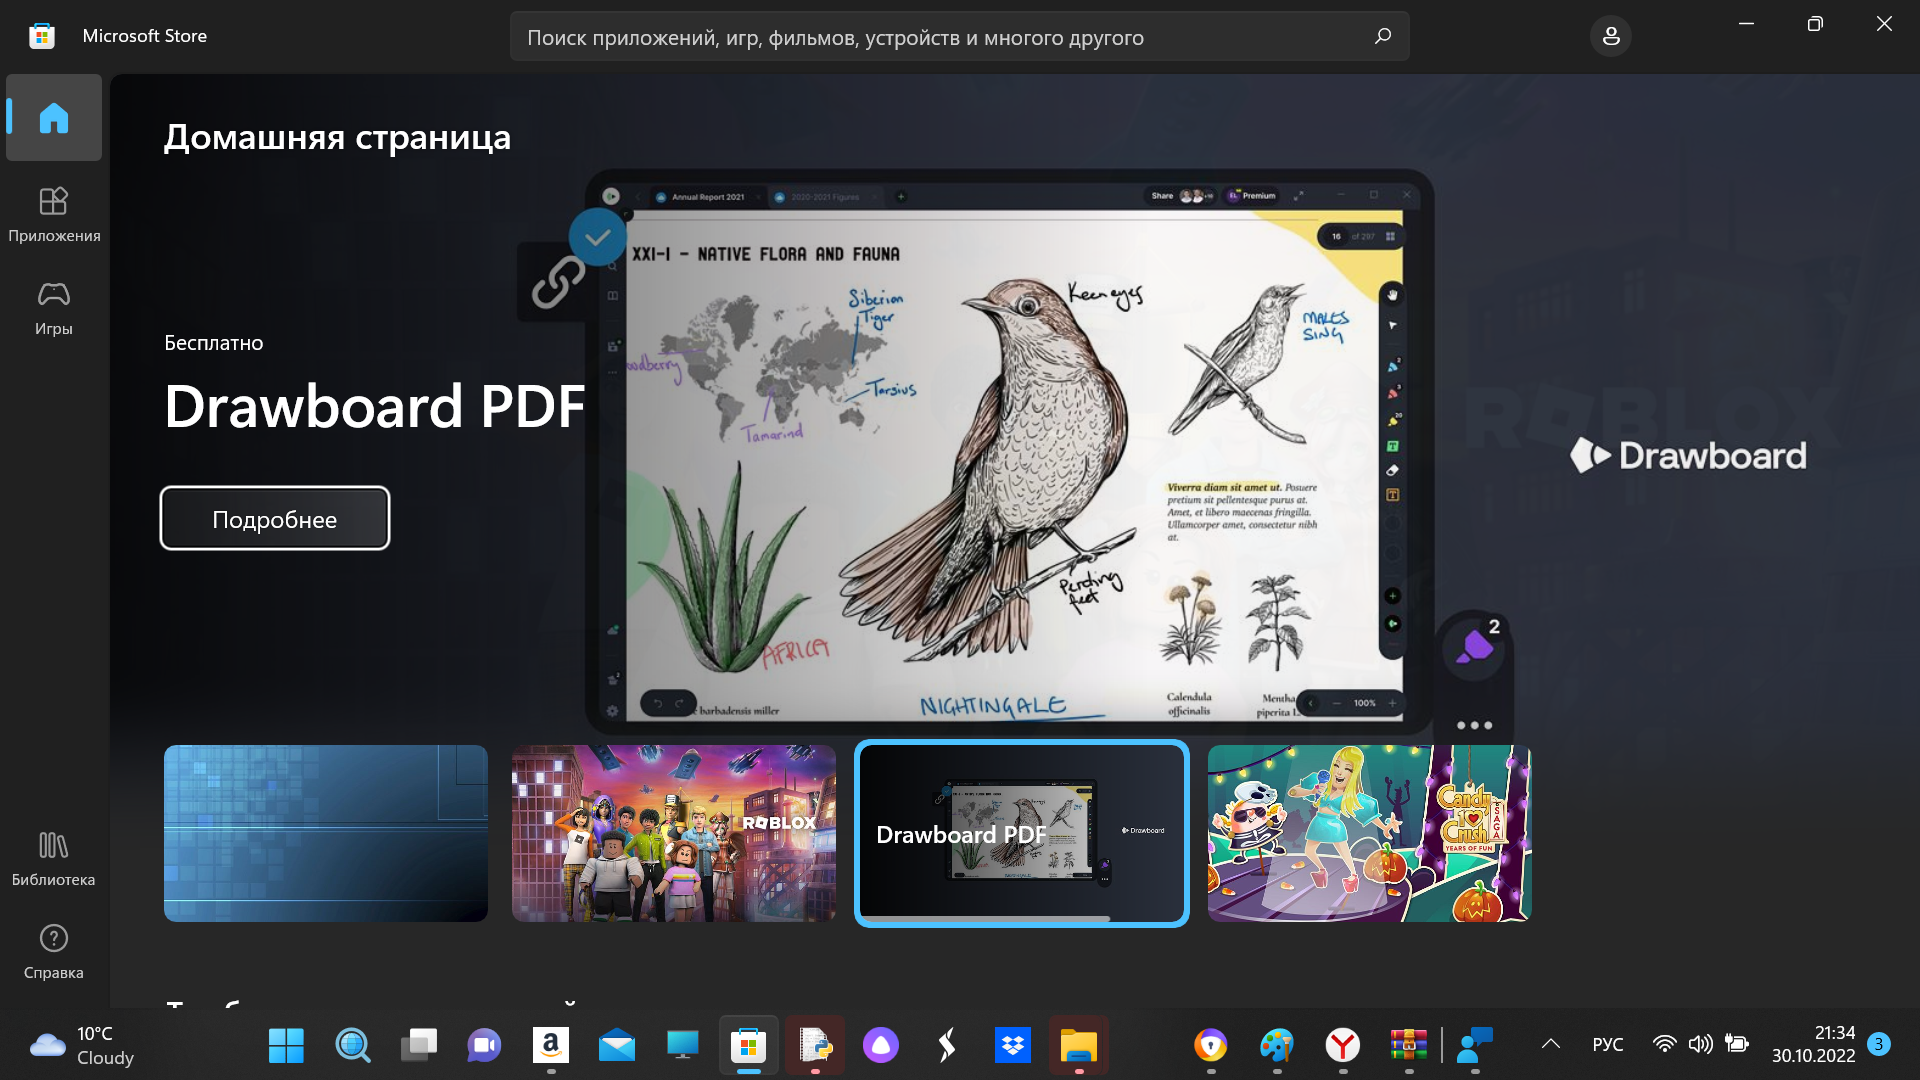 Microsoft Store
Поиск приложений, игр, фильмов, устройств и многого другого
Домашняя страница
Приложения
Игры
Бесплатно
Drawboard PDF
Подробнее
Annual Report 2021
2020-2021 Figures
Share
EL
Premium
16 of 297
XXI-I - NATIVE FLORA AND FAUNA
Siberian
Tiger
Keen eyes
MALES
SING
Tarsius
Tamarind
Viverra diam sit amet ut. Posuere
pretium sit pellentesque purus at.
Amet, et libero maecenas fringilla.
Ullamcorper amet, consectetur nibh
at.
Perching
feet
AFRICA
NIGHTINGALE
barbadensis miller
Calendula
officinalis
Mentha
piperita L.
100%
Drawboard
2
ROBLOX
ROBLOX
Drawboard PDF
Drawboard
Candy
Crush
SAGA
10
YEARS OF FUN
Библиотека
Справка
10°C
Cloudy
РУС
21:34
30.10.2022
3